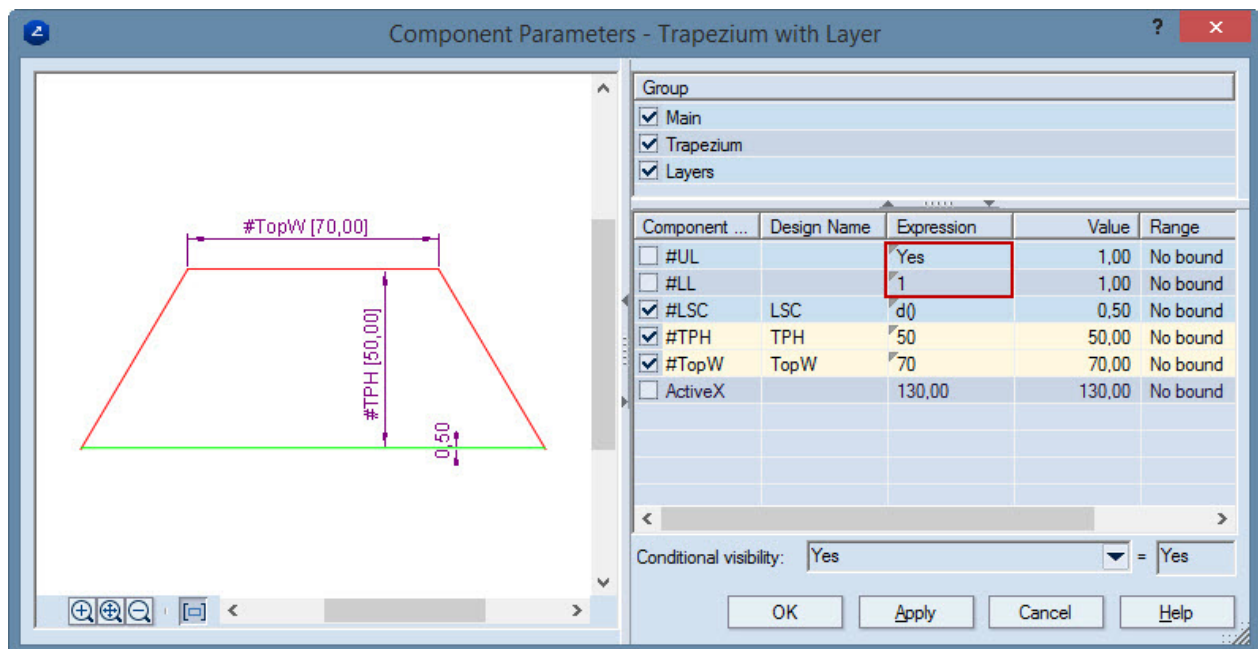 Component Parameters - Trapezium with Layer ? ×
Group
Main
Trapezium
Layers
#TopW [70,00]
#TPH [50,00]
0,50
Component ... Design Name Expression Value Range
#UL Yes 1,00 No bound
#LL 1 1,00 No bound
#LSC LSC d() 0,50 No bound
#TPH TPH 50 50,00 No bound
#TopW TopW 70 70,00 No bound
ActiveX 130,00 130,00 No bound
Conditional visibility: Yes = Yes
OK Apply Cancel Help